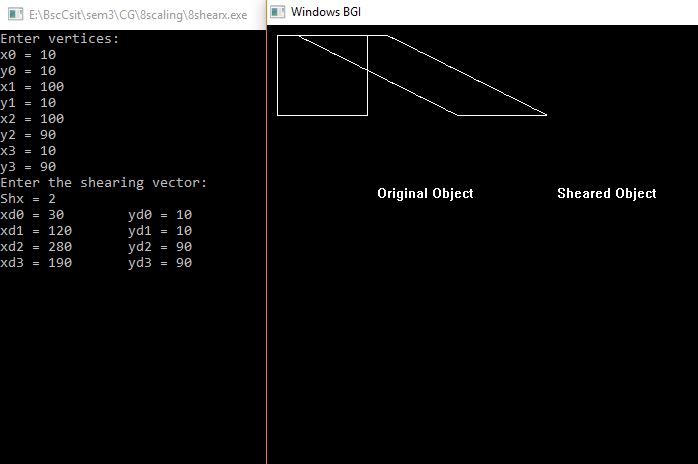 E:\BscCsit\sem3\CG\8scaling\8shearx.exe
Enter vertices:
x0 = 10
y0 = 10
x1 = 100
y1 = 10
x2 = 100
y2 = 90
x3 = 10
y3 = 90
Enter the shearing vector:
Shx = 2
xd0 = 30 yd0 = 10
xd1 = 120 yd1 = 10
xd2 = 280 yd2 = 90
xd3 = 190 yd3 = 90
Windows BGI
Original Object Sheared Object